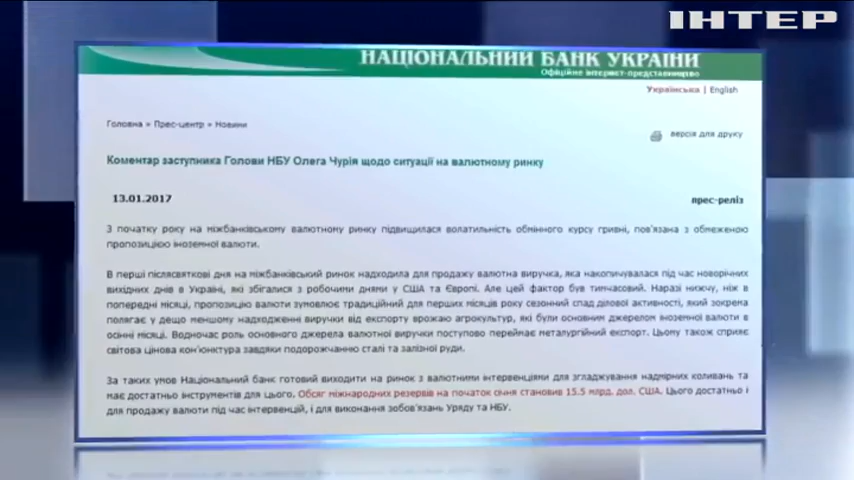 ІНТЕР
НАЦІОНАЛЬНИЙ БАНК УКРАЇНИ
Офіційне інтернет-представництво
Українська | English
Головна » Прес-центр » Новини
версія для друку
Коментар заступника Голови НБУ Олега Чурія щодо ситуації на валютному ринку
13.01.2017
прес-реліз
З початку року на міжбанківському валютному ринку підвищилася волатильність обмінного курсу гривні, пов'язана з обмеженою
пропозицією іноземної валюти.
В перші післясвяткові дні на міжбанківський ринок надходила для продажу валютна виручка, яка накопичувалася під час новорічних
вихідних днів в Україні, які збігалися з робочими днями у США та Європі. Але цей фактор був тимчасовий. Наразі нижчу, ніж в
попередні місяці, пропозицію валюти зумовлює традиційний для перших місяців року сезонний спад ділової активності, який зокрема
полягає у дещо меншому надходженні виручки від експорту врожаю агрокультур, які були основним джерелом іноземної валюти в
осінні місяці. Водночас роль основного джерела валютної виручки поступово переймає металургійний експорт. Цьому також сприяє
світова цінова кон'юнктура завдяки подорожчанню сталі та залізної руди.
За таких умов Національний банк готовий виходити на ринок з валютними інтервенціями для згладжування надмірних коливань та
має достатньо інструментів для цього. Обсяг міжнародних резервів на початок січня становив 15.5 млрд. дол. США. Цього достатньо і
для продажу валюти під час інтервенцій, і для виконання зобов'язань Уряду та НБУ.